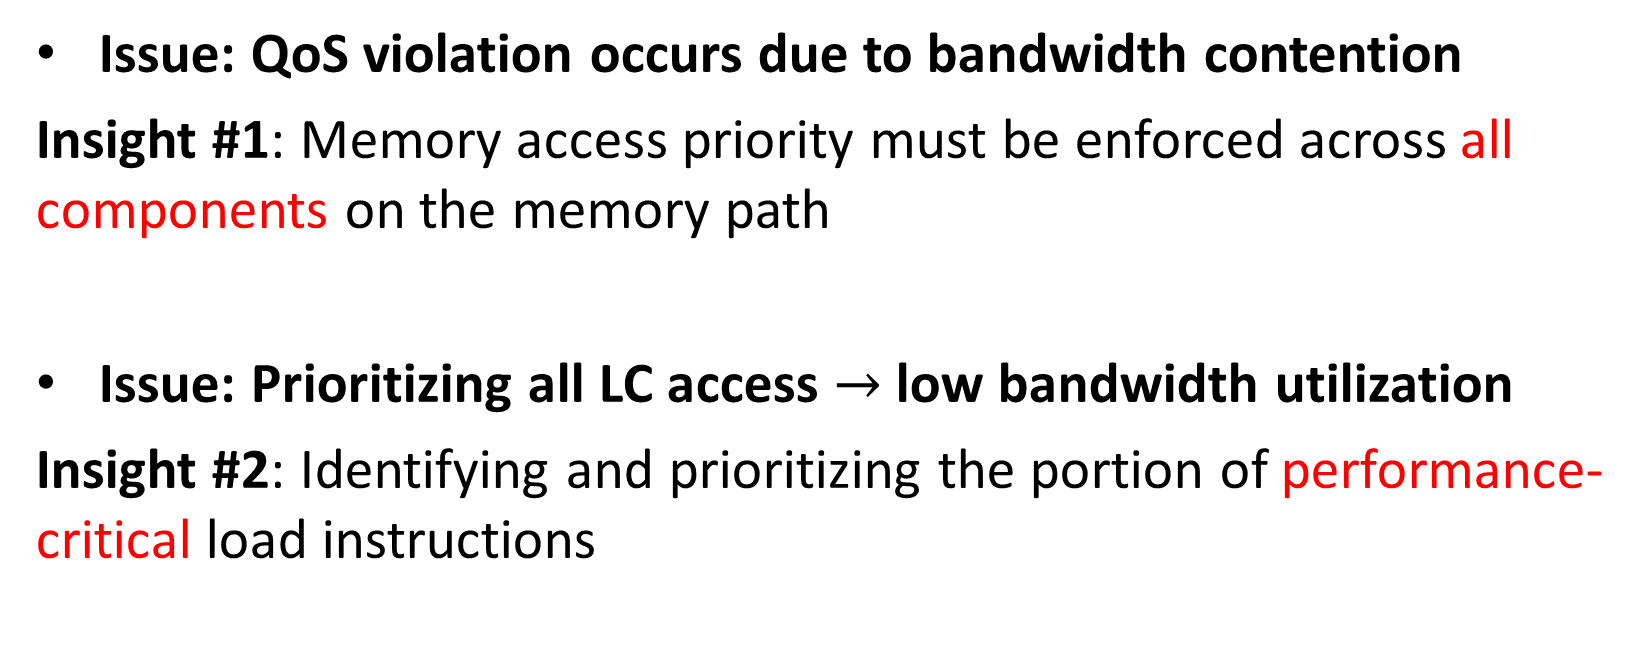 • Issue: QoS violation occurs due to bandwidth contention
Insight #1: Memory access priority must be enforced across all
components on the memory path
• Issue: Prioritizing all LC access → low bandwidth utilization
Insight #2: Identifying and prioritizing the portion of performance-
critical load instructions